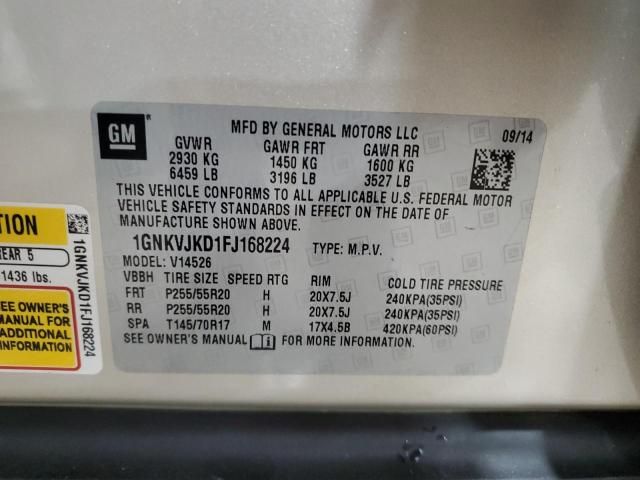 GM
MFD BY GENERAL MOTORS LLC 09/14
GVWR GAWR FRT GAWR RR
2930 KG 1450 KG 1600 KG
6459 LB 3196 LB 3527 LB
THIS VEHICLE CONFORMS TO ALL APPLICABLE U.S. FEDERAL MOTOR
VEHICLE SAFETY STANDARDS IN EFFECT ON THE DATE OF
MANUFACTURE SHOWN ABOVE.
1GNKVJKD1FJ168224 TYPE: M.P.V.
MODEL: V14526
VBBH TIRE SIZE SPEED RTG RIM COLD TIRE PRESSURE
FRT P255/55R20 H 20X7.5J 240KPA(35PSI)
RR P255/55R20 H 20X7.5J 240KPA(35PSI)
SPA T145/70R17 M 17X4.5B 420KPA(60PSI)
SEE OWNER'S MANUAL FOR MORE INFORMATION.
TION
REAR 5
1436 lbs.
SEE OWNER'S
MANUAL FOR
ADDITIONAL
INFORMATION
1GNKVJKD1FJ168224